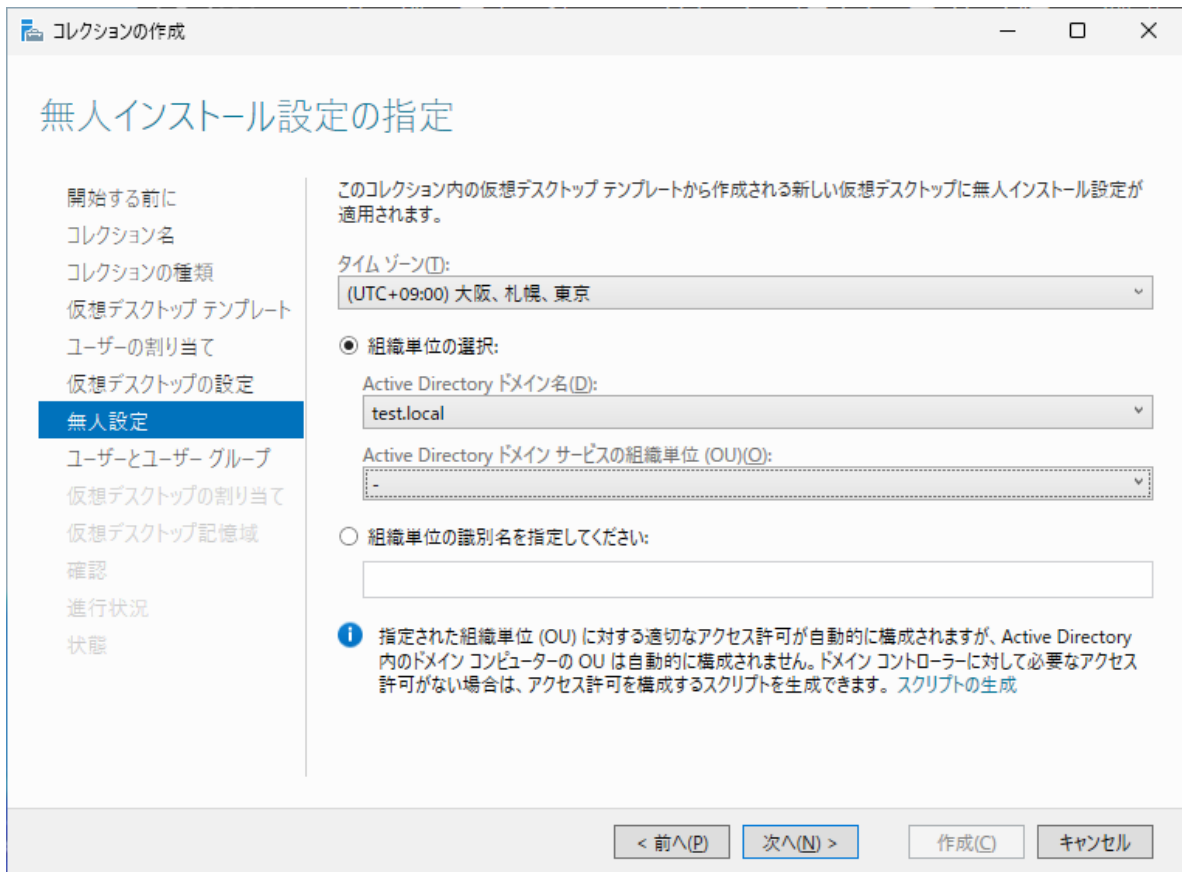 コレクションの作成
無人インストール設定の指定
開始する前に
コレクション名
コレクションの種類
仮想デスクトップ テンプレート
ユーザーの割り当て
仮想デスクトップの設定
無人設定
ユーザーとユーザー グループ
仮想デスクトップの割り当て
仮想デスクトップ記憶域
確認
進行状況
状態
このコレクション内の仮想デスクトップ テンプレートから作成される新しい仮想デスクトップに無人インストール設定が
適用されます。
タイム ゾーン(T):
(UTC+09:00) 大阪、札幌、東京
組織単位の選択:
Active Directory ドメイン名(D):
test.local
Active Directory ドメイン サービスの組織単位 (OU)(O):
-
組織単位の識別名を指定してください:
指定された組織単位 (OU) に対する適切なアクセス許可が自動的に構成されますが、Active Directory
内のドメイン コンピューターの OU は自動的に構成されません。ドメイン コントローラーに対して必要なアクセス
許可がない場合は、アクセス許可を構成するスクリプトを生成できます。 スクリプトの生成
< 前へ(P)
次へ(N) >
作成(C)
キャンセル